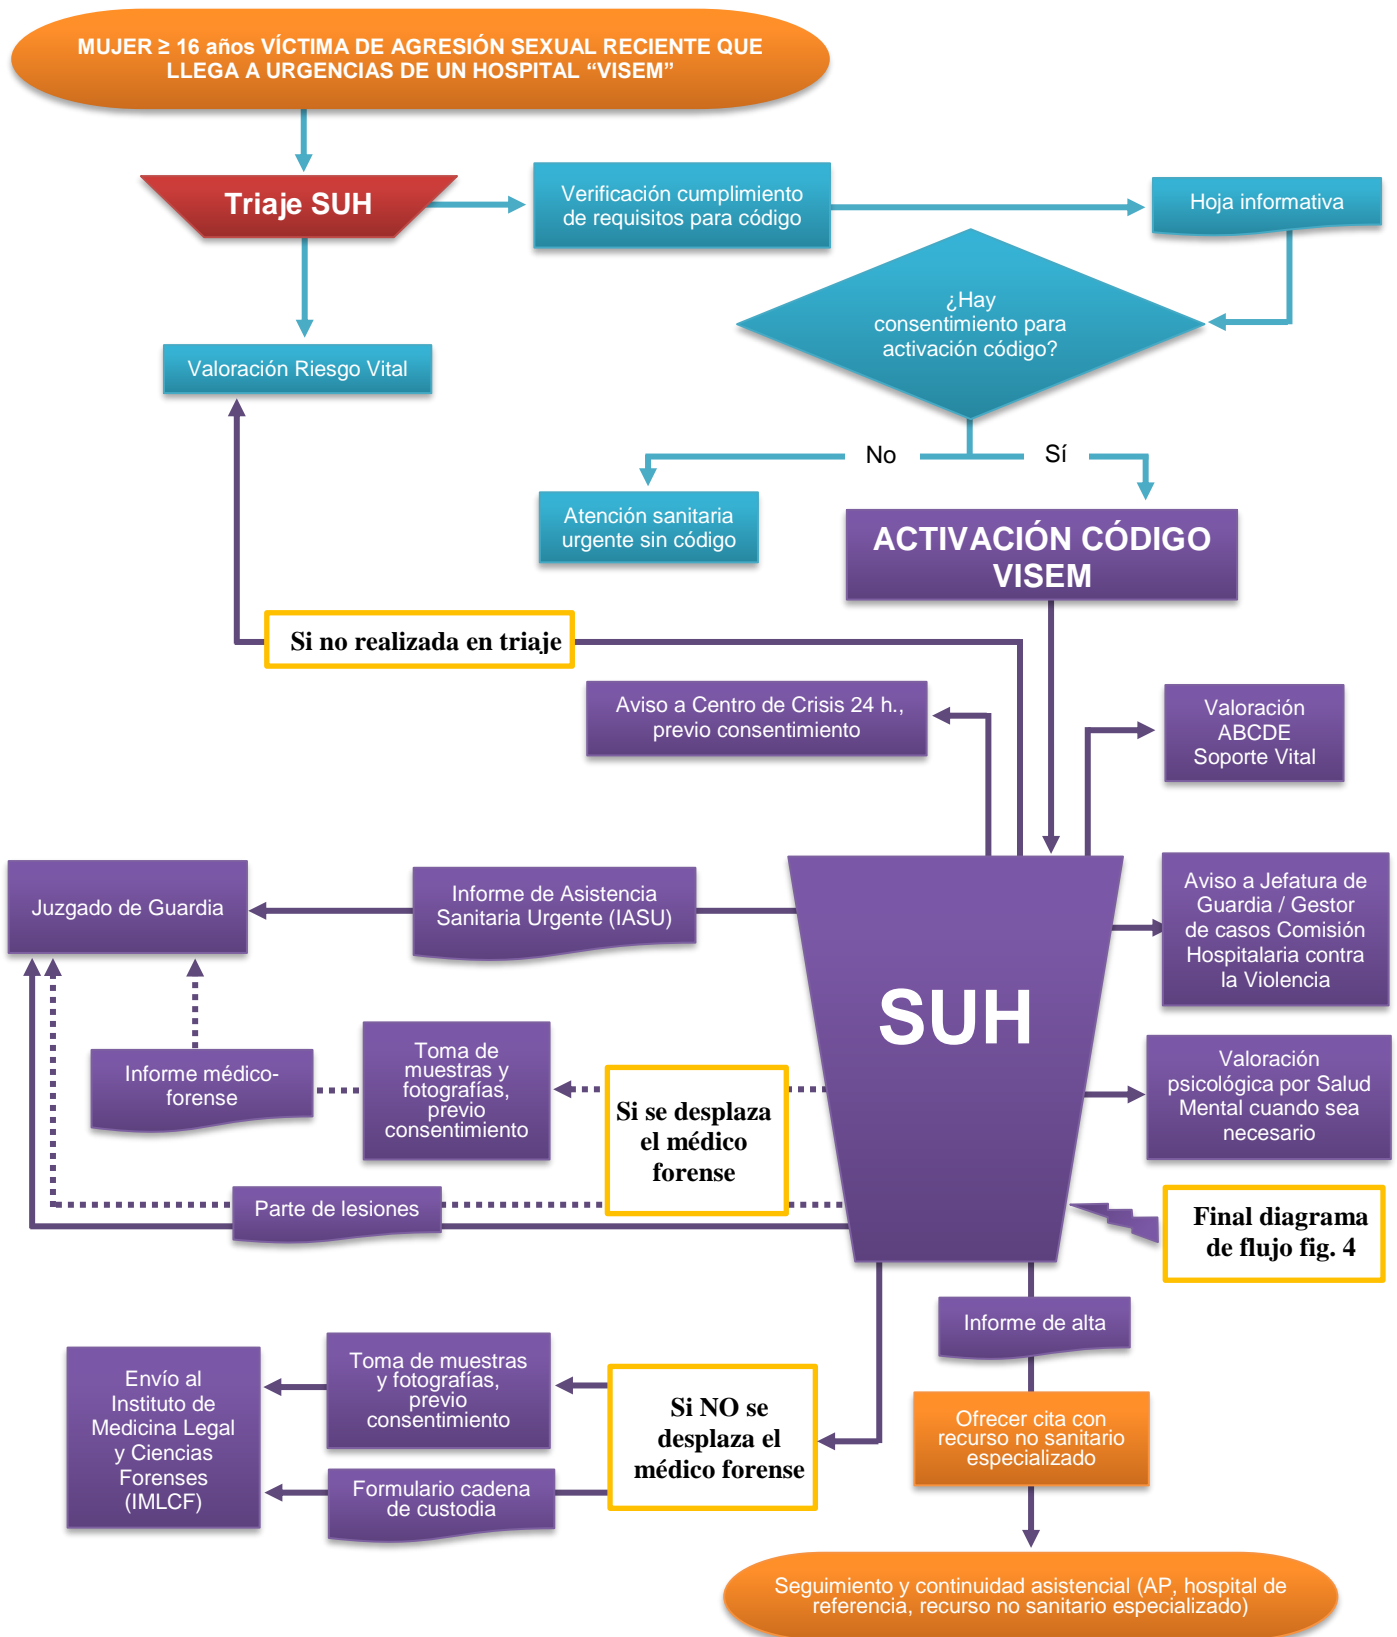 MUJER ≥ 16 años VÍCTIMA DE AGRESIÓN SEXUAL RECIENTE QUE
LLEGA A URGENCIAS DE UN HOSPITAL “VISEM”
Triaje SUH
Verificación cumplimiento
de requisitos para código
Hoja informativa
¿Hay
consentimiento para
activación código?
Valoración Riesgo Vital
No
Sí
Atención sanitaria
urgente sin código
ACTIVACIÓN CÓDIGO
VISEM
Si no realizada en triaje
Aviso a Centro de Crisis 24 h.,
previo consentimiento
Valoración
ABCDE
Soporte Vital
Juzgado de Guardia
Informe de Asistencia
Sanitaria Urgente (IASU)
Aviso a Jefatura de
Guardia / Gestor
de casos Comisión
Hospitalaria contra
la Violencia
SUH
Informe médico-
forense
Toma de
muestras y
fotografías,
previo
consentimiento
Si se desplaza
el médico
forense
Valoración
psicológica por Salud
Mental cuando sea
necesario
Parte de lesiones
Final diagrama
de flujo fig. 4
Informe de alta
Envío al
Instituto de
Medicina Legal
y Ciencias
Forenses
(IMLCF)
Toma de muestras
y fotografías,
previo
consentimiento
Formulario cadena
de custodia
Si NO se
desplaza el
médico forense
Ofrecer cita con
recurso no sanitario
especializado
Seguimiento y continuidad asistencial (AP, hospital de
referencia, recurso no sanitario especializado)